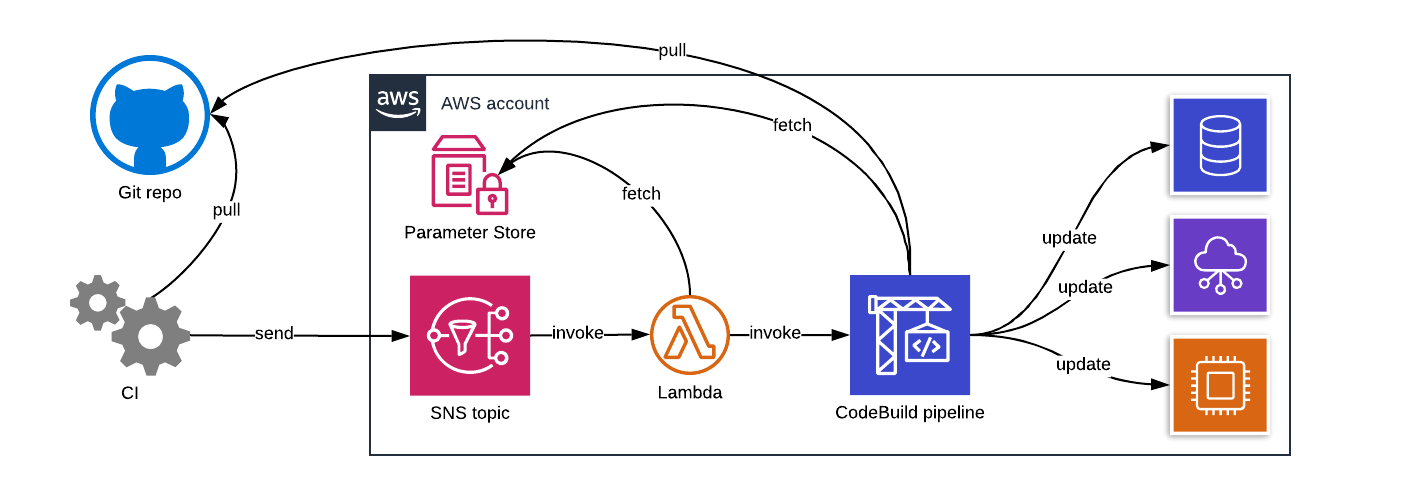 pull
aws
AWS account
fetch
Git repo
fetch
pull
Parameter Store
update
update
send
invoke
invoke
</>
update
CI
SNS topic
Lambda
CodeBuild pipeline